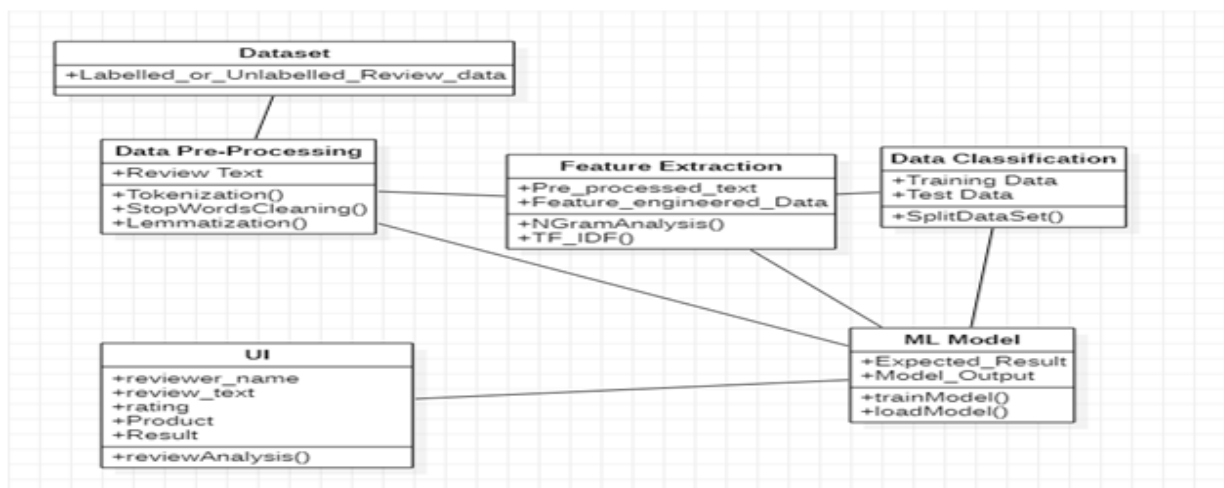 Dataset
+Labelled_or_Unlabelled_Review_data
Data Pre-Processing
+Review Text
+Tokenization()
+StopWordsCleaning()
+Lemmatization()
Feature Extraction
+Pre_processed_text
+Feature_engineered_Data
+NGramAnalysis()
+TF_IDF()
Data Classification
+Training Data
+Test Data
+SplitDataSet()
UI
+reviewer_name
+review_text
+rating
+Product
+Result
+reviewAnalysis()
ML Model
+Expected_Result
+Model_Output
+trainModel()
+loadModel()